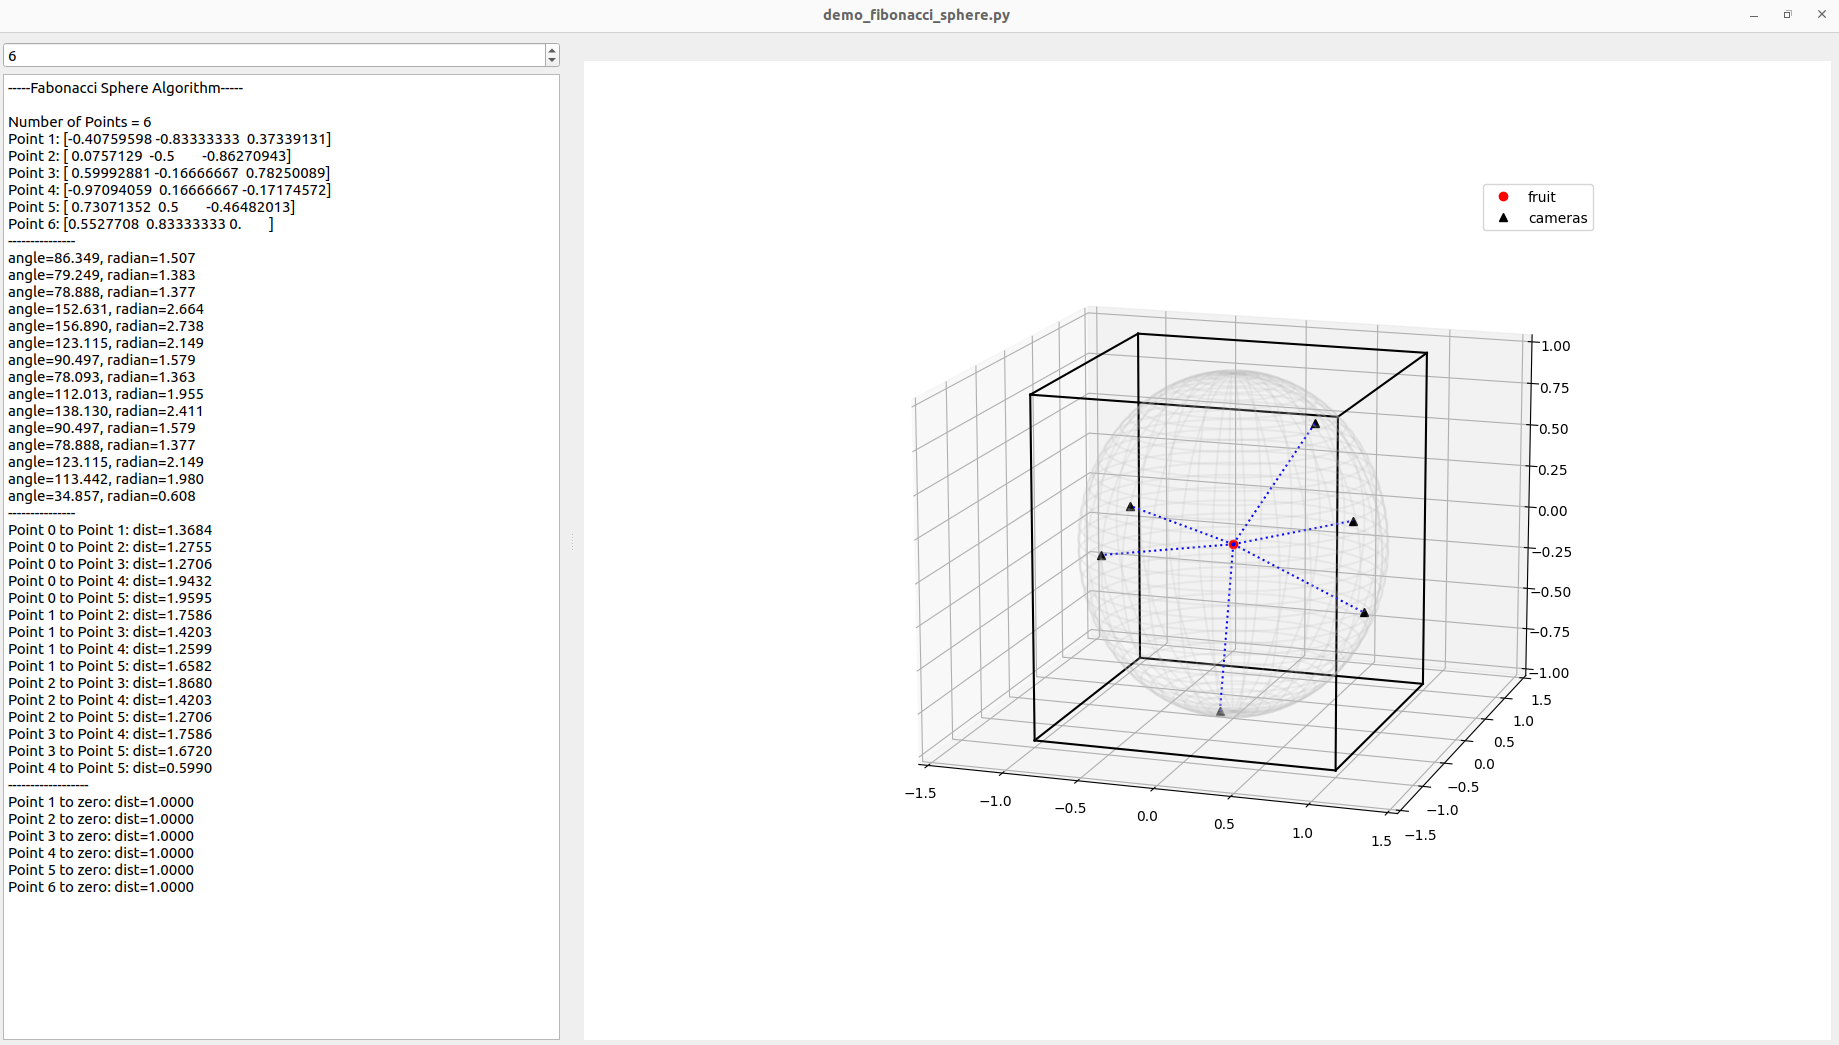 demo_fibonacci_sphere.py
6
-----Fabonacci Sphere Algorithm-----
Number of Points = 6
Point 1: [-0.40759598 -0.83333333  0.37339131]
Point 2: [ 0.0757129  -0.5        -0.86270943]
Point 3: [ 0.59992881 -0.16666667  0.78250089]
Point 4: [-0.97094059  0.16666667 -0.17174572]
Point 5: [ 0.73071352  0.5        -0.46482013]
Point 6: [0.5527708  0.83333333 0.        ]
---------------
angle=86.349, radian=1.507
angle=79.249, radian=1.383
angle=78.888, radian=1.377
angle=152.631, radian=2.664
angle=156.890, radian=2.738
angle=123.115, radian=2.149
angle=90.497, radian=1.579
angle=78.093, radian=1.363
angle=112.013, radian=1.955
angle=138.130, radian=2.411
angle=90.497, radian=1.579
angle=78.888, radian=1.377
angle=123.115, radian=2.149
angle=113.442, radian=1.980
angle=34.857, radian=0.608
---------------
Point 0 to Point 1: dist=1.3684
Point 0 to Point 2: dist=1.2755
Point 0 to Point 3: dist=1.2706
Point 0 to Point 4: dist=1.9432
Point 0 to Point 5: dist=1.9595
Point 1 to Point 2: dist=1.7586
Point 1 to Point 3: dist=1.4203
Point 1 to Point 4: dist=1.2599
Point 1 to Point 5: dist=1.6582
Point 2 to Point 3: dist=1.8680
Point 2 to Point 4: dist=1.4203
Point 2 to Point 5: dist=1.2706
Point 3 to Point 4: dist=1.7586
Point 3 to Point 5: dist=1.6720
Point 4 to Point 5: dist=0.5990
------------------
Point 1 to zero: dist=1.0000
Point 2 to zero: dist=1.0000
Point 3 to zero: dist=1.0000
Point 4 to zero: dist=1.0000
Point 5 to zero: dist=1.0000
Point 6 to zero: dist=1.0000
fruit
cameras
1.00
0.75
0.50
0.25
0.00
−0.25
−0.50
−0.75
−1.00
1.5
1.0
0.5
0.0
−0.5
−1.0
−1.5
−1.5
−1.0
−0.5
0.0
0.5
1.0
1.5